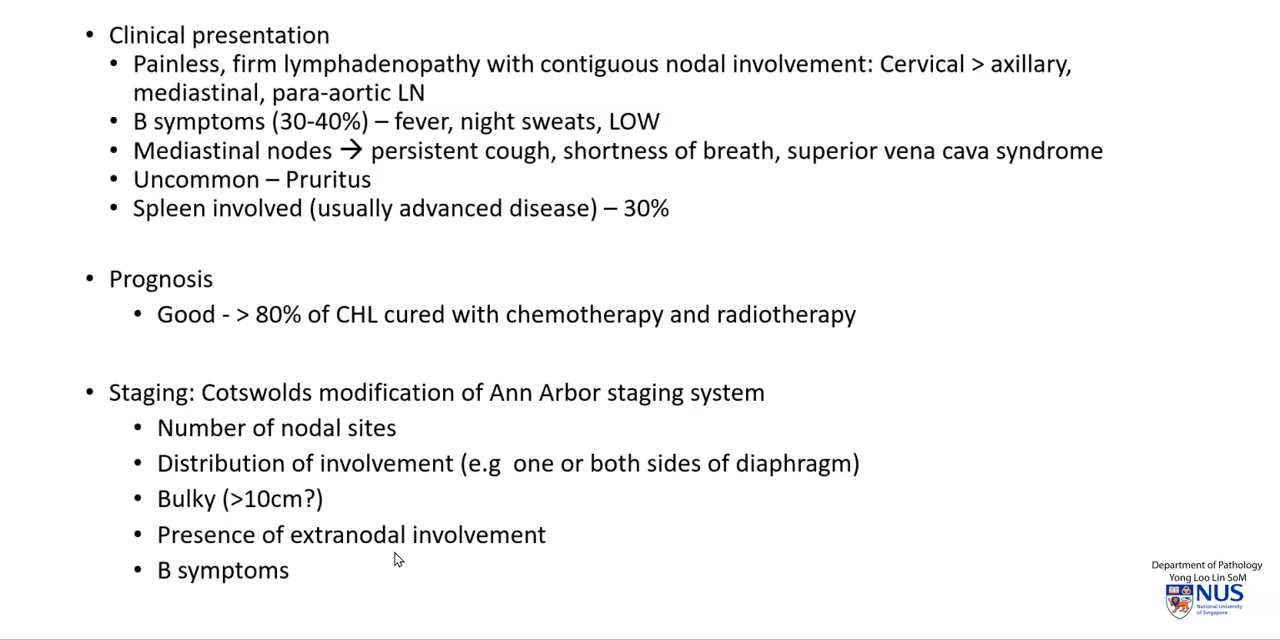 • Clinical presentation
• Painless, firm lymphadenopathy with contiguous nodal involvement: Cervical > axillary,
mediastinal, para-aortic LN
• B symptoms (30-40%) – fever, night sweats, LOW
• Mediastinal nodes → persistent cough, shortness of breath, superior vena cava syndrome
• Uncommon – Pruritus
• Spleen involved (usually advanced disease) – 30%
• Prognosis
• Good - > 80% of CHL cured with chemotherapy and radiotherapy
• Staging: Cotswolds modification of Ann Arbor staging system
• Number of nodal sites
• Distribution of involvement (e.g  one or both sides of diaphragm)
• Bulky (>10cm?)
• Presence of extranodal involvement
• B symptoms
Department of Pathology
Yong Loo Lin SoM
NUS
National University
of Singapore